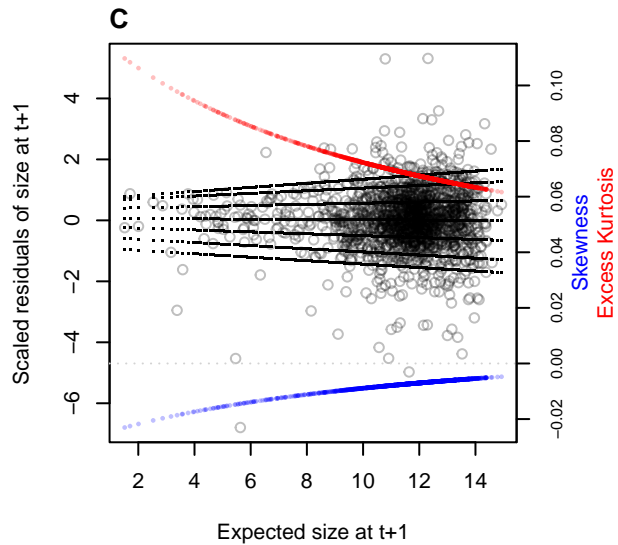 C
Scaled residuals of size at t+1
4
2
0
−2
−4
−6
0.10
0.08
0.06
0.04
0.02
0.00
−0.02
Skewness
Excess Kurtosis
2 4 6 8 10 12 14
Expected size at t+1